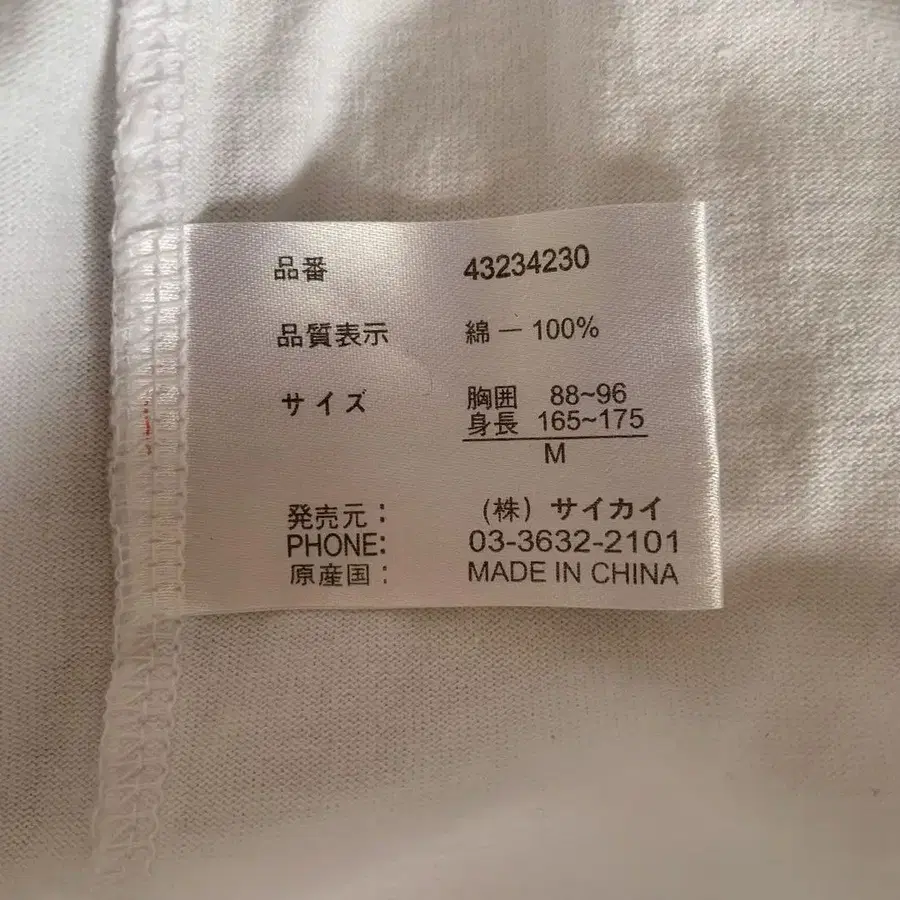 品番 43234230
品質表示 綿 — 100%
サイズ 胸囲 88~96
身長 165~175
M
発売元: (株) サイカイ
PHONE: 03-3632-2101
原産国: MADE IN CHINA